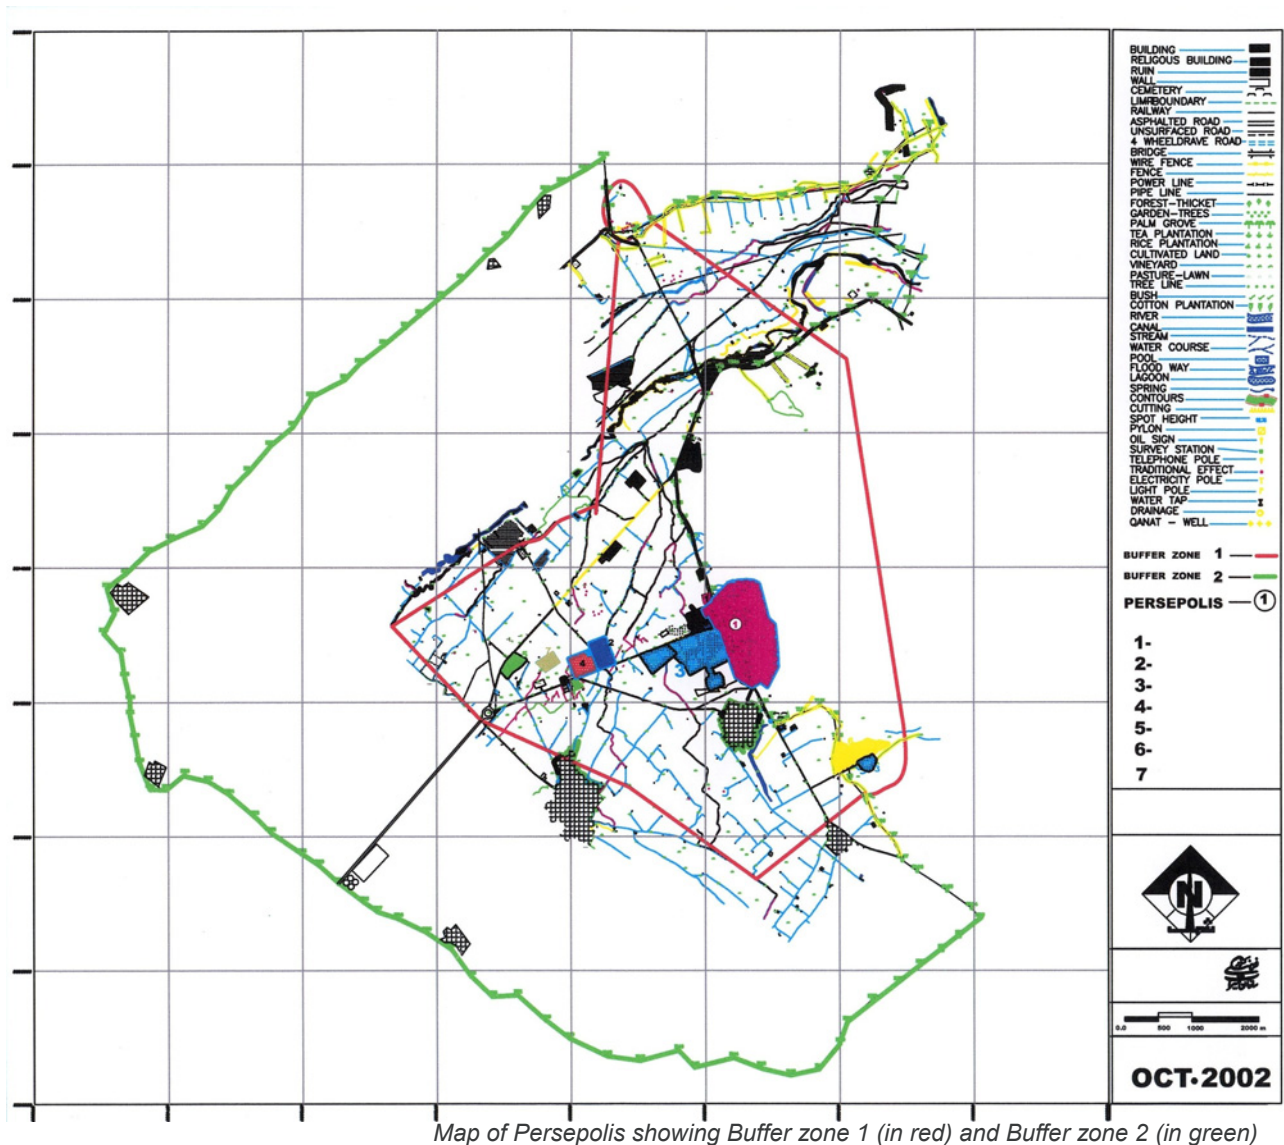 BUILDING
RELIGOUS BUILDING
RUIN
WALL
CEMETERY
RAILWAY
ASPHALTED ROAD
UNSURFACED ROAD
4 WHEELDRAVE ROAD
BRIDGE
WIRE FENCE
FENCE
POWER LINE
PIPE LINE
FOREST-THICKET
GARDEN-TREES
PALM GROVE
TEA PLANTATION
RICE PLANTATION
CULTIVATED LAND
VINEYARD
PASTURE-LAWN
TREE LINE
BUSH
COTTON PLANTATION
RIVER
CANAL
STREAM
WATER COURSE
POOL
FLOOD WAY
LAGOON
SPRING
CONTOURS
CUTTING
SPOT HEIGHT
PYLON
OIL SIGN
SURVEY STATION
TELEPHONE POLE
TRADITIONAL EFFECT
ELECTRICITY POLE
LIGHT POLE
WATER TAP
DRAINAGE
QANAT - WELL
BUFFER ZONE 1
BUFFER ZONE 2
PERSEPOLIS 1
1-
2-
3-
4-
5-
6-
7
1
2
3
4
N
0.0 500 1000 2000 m
OCT.2002
Map of Persepolis showing Buffer zone 1 (in red) and Buffer zone 2 (in green)